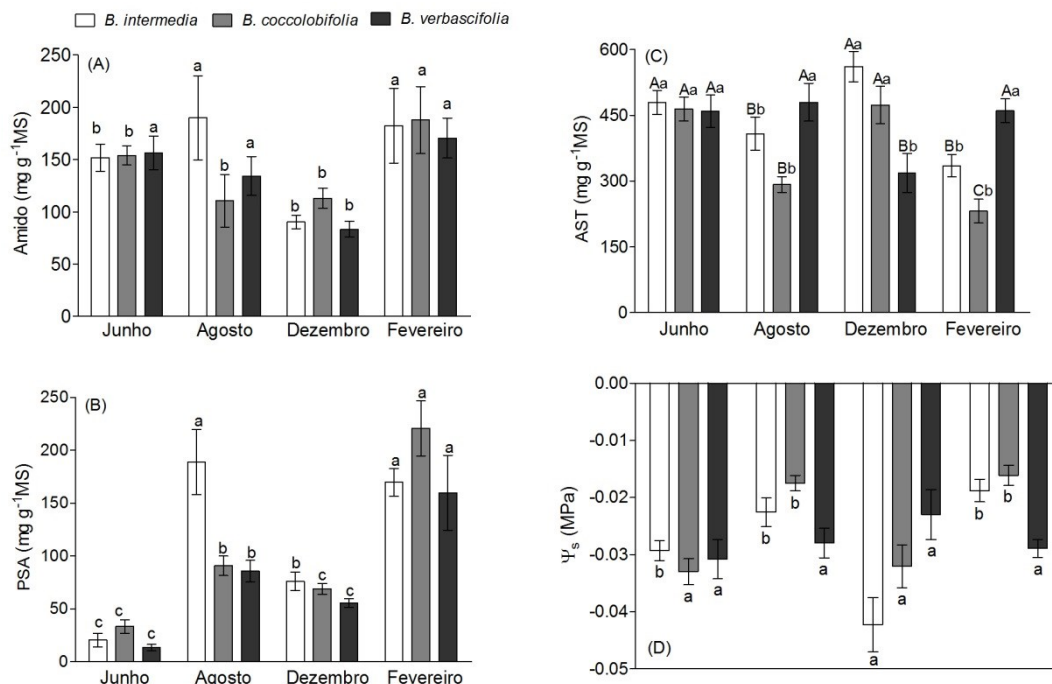 B. intermedia B. coccolobifolia B. verbascifolia
(A)
Amido (mg g⁻¹MS)
250
200
150
100
50
0
b b a
a b a
b b b
a a a
Junho Agosto Dezembro Fevereiro
(B)
PSA (mg g⁻¹MS)
250
200
150
100
50
0
c c c
a b b
b c c
a a a
Junho Agosto Dezembro Fevereiro
(C)
AST (mg g⁻¹MS)
600
450
300
150
0
Aa Aa Aa
Bb Bb Aa
Aa Aa Bb
Bb Cb Aa
Junho Agosto Dezembro Fevereiro
Ψs (MPa)
0.00
-0.01
-0.02
-0.03
-0.04
-0.05
b a a
b b a
a a a
b b a
(D)